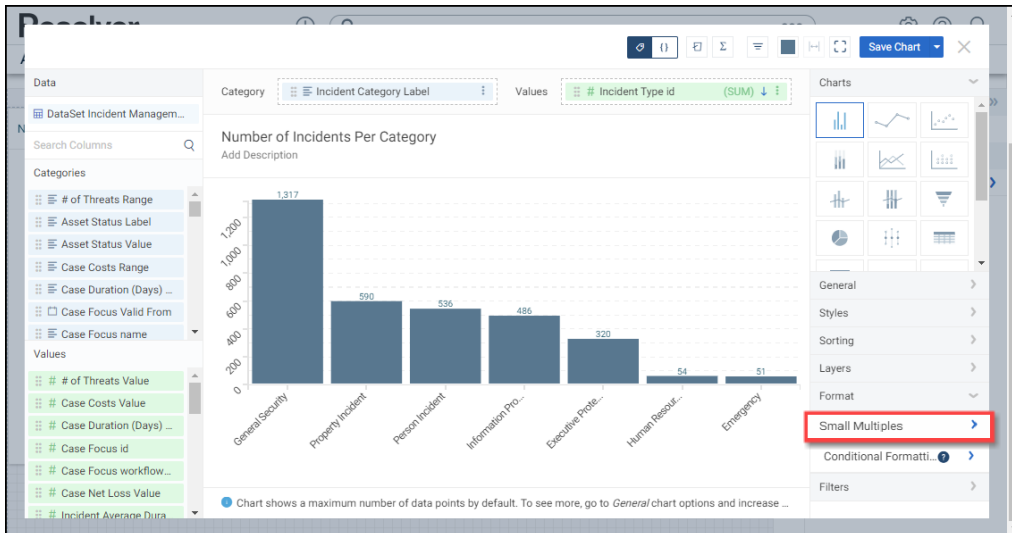 Resolver
Save Chart
Data
DataSet Incident Managem...
Search Columns
Categories
# of Threats Range
Asset Status Label
Asset Status Value
Case Costs Range
Case Duration (Days) ...
Case Focus Valid From
Case Focus name
Values
# # of Threats Value
# Case Costs Value
# Case Duration (Days) ...
# Case Focus id
# Case Focus workflow...
# Case Net Loss Value
# Incident Average Dura
Category
Incident Category Label
Values
# Incident Type id (SUM)
Number of Incidents Per Category
Add Description
1,317
590
536
486
320
54
51
1,200
1,000
800
600
400
200
0
General Security
Property Incident
Person Incident
Information Pro...
Executive Prote...
Human Resour...
Emergency
Chart shows a maximum number of data points by default. To see more, go to General chart options and increase ...
Charts
General
Styles
Sorting
Layers
Format
Small Multiples
Conditional Formatti...
Filters